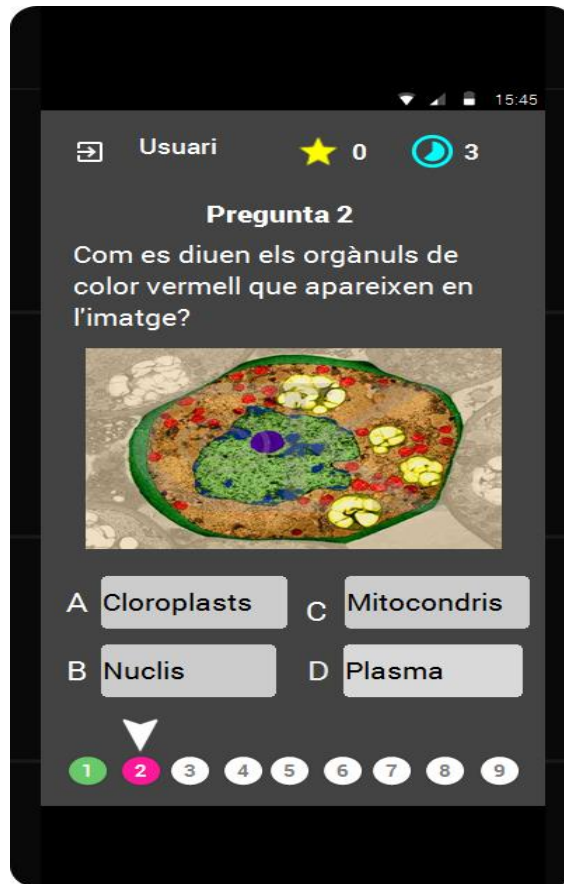 15:45
Usuari
0
3
Pregunta 2
Com es diuen els orgànuls de
color vermell que apareixen en
l'imatge?
A Cloroplasts
C Mitocondris
B Nuclis
D Plasma
1 2 3 4 5 6 7 8 9